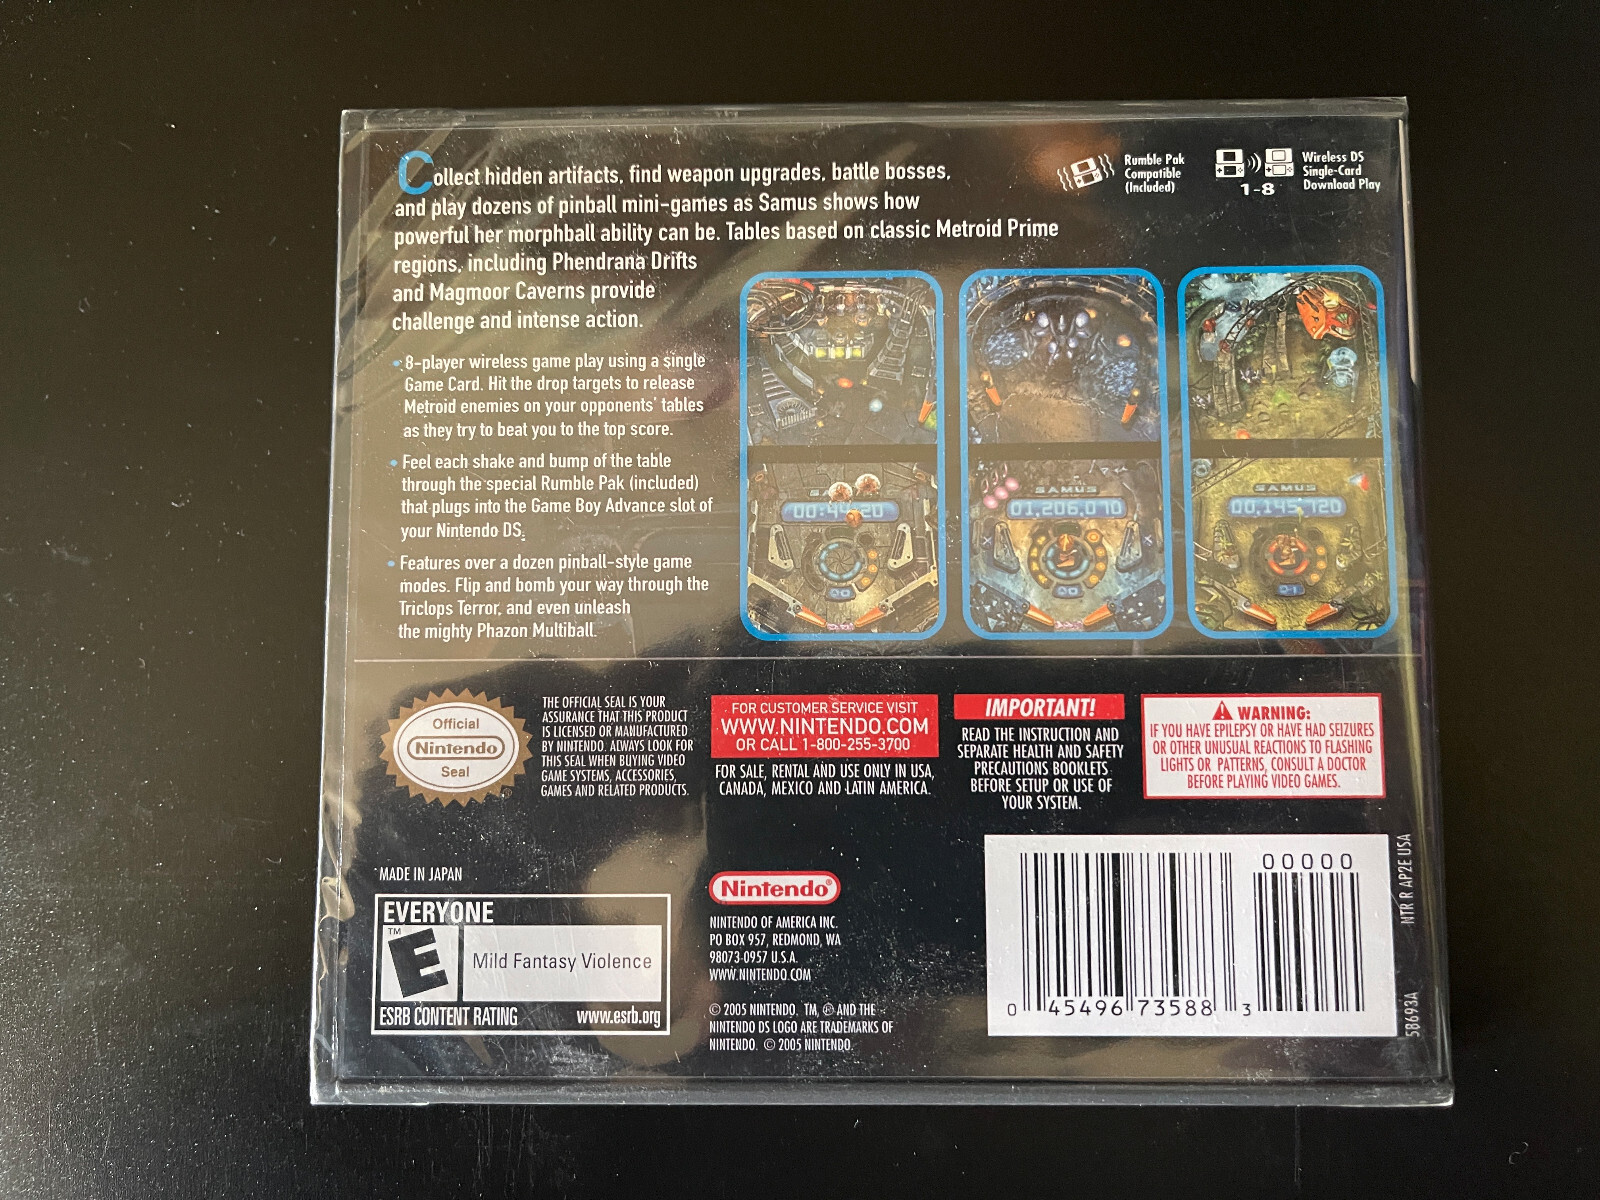 Collect hidden artifacts, find weapon upgrades, battle bosses,
and play dozens of pinball mini-games as Samus shows how
powerful her morphball ability can be. Tables based on classic Metroid Prime
regions, including Phendrana Drifts
and Magmoor Caverns provide
challenge and intense action.
Rumble Pak
Compatible
(Included)
1-8
Wireless DS
Single-Card
Download Play
• 8-player wireless game play using a single
Game Card. Hit the drop targets to release
Metroid enemies on your opponents' tables
as they try to beat you to the top score.
• Feel each shake and bump of the table
through the special Rumble Pak (included)
that plugs into the Game Boy Advance slot of
your Nintendo DS.
• Features over a dozen pinball-style game
modes. Flip and bomb your way through the
Triclops Terror, and even unleash
the mighty Phazon Multiball.
SAMUS
01,206,070
00
SAMUS
00,145,720
Official
Nintendo
Seal
THE OFFICIAL SEAL IS YOUR
ASSURANCE THAT THIS PRODUCT
IS LICENSED OR MANUFACTURED
BY NINTENDO. ALWAYS LOOK FOR
THIS SEAL WHEN BUYING VIDEO
GAME SYSTEMS, ACCESSORIES,
GAMES AND RELATED PRODUCTS.
FOR CUSTOMER SERVICE VISIT
WWW.NINTENDO.COM
OR CALL 1-800-255-3700
FOR SALE, RENTAL AND USE ONLY IN USA,
CANADA, MEXICO AND LATIN AMERICA.
IMPORTANT!
READ THE INSTRUCTION AND
SEPARATE HEALTH AND SAFETY
PRECAUTIONS BOOKLETS
BEFORE SETUP OR USE OF
YOUR SYSTEM.
WARNING:
IF YOU HAVE EPILEPSY OR HAVE HAD SEIZURES
OR OTHER UNUSUAL REACTIONS TO FLASHING
LIGHTS OR PATTERNS, CONSULT A DOCTOR
BEFORE PLAYING VIDEO GAMES.
MADE IN JAPAN
EVERYONE
TM
E
Mild Fantasy Violence
ESRB CONTENT RATING www.esrb.org
Nintendo®
NINTENDO OF AMERICA INC.
PO BOX 957, REDMOND, WA
98073-0957 U.S.A.
WWW.NINTENDO.COM
© 2005 NINTENDO. TM, ® AND THE
NINTENDO DS LOGO ARE TRADEMARKS OF
NINTENDO. © 2005 NINTENDO.
00000
0 45496 73588 3
NTR R AP2E USA
58693A